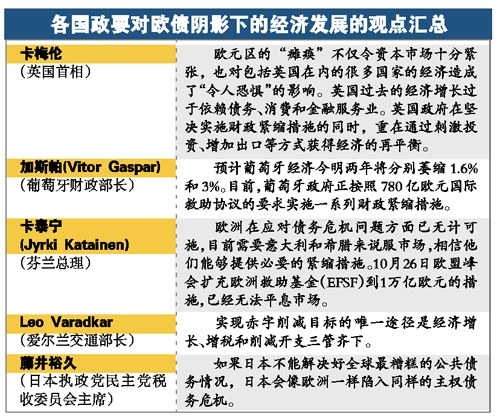 各国政要对欧债阴影下的经济发展的观点汇总
卡梅伦
(英国首相)
欧元区的“瘫痪”不仅令资本市场十分紧
张，也对包括英国在内的很多国家的经济造成
了“令人恐惧”的影响。英国过去的经济增长过
于依赖债务、消费和金融服务业。英国政府在坚
决实施财政紧缩措施的同时，重在通过刺激投
资、增加出口等方式获得经济的再平衡。
加斯帕(Vitor Gaspar)
(葡萄牙财政部长)
预计葡萄牙经济今明两年将分别萎缩1.6%
和3%。目前，葡萄牙政府正按照780亿欧元国际
救助协议的要求实施一系列财政紧缩措施。
卡泰宁
(Jyrki Katainen)
(芬兰总理)
欧洲在应对债务危机问题方面已无计可
施，目前需要意大利和希腊来说服市场，相信他
们能够提供必要的紧缩措施。10月26日欧盟峰
会扩充欧洲救助基金(EFSF)到1万亿欧元的措
施，已经无法平息市场。
Leo Varadkar
(爱尔兰交通部长)
实现赤字削减目标的唯一途径是经济增
长、增税和削减开支三管齐下。
藤井裕久
(日本执政党民主党税
收委员会主席)
如果日本不能解决好全球最糟糕的公共债
务情况，日本会像欧洲一样陷入同样的主权债
务危机。